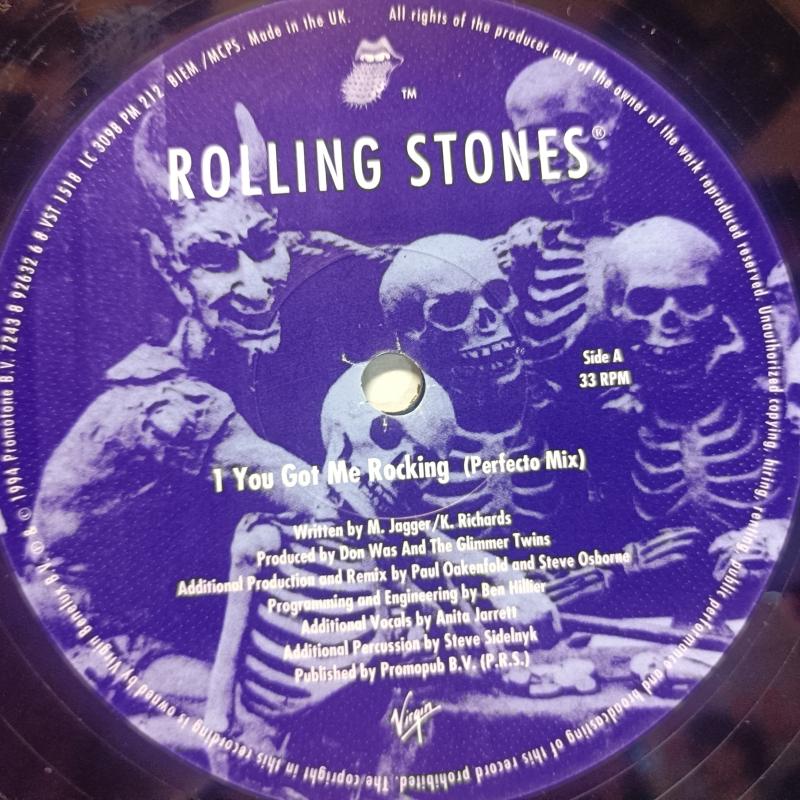 ROLLING STONES®
TM
Side A
33 RPM
1 You Got Me Rocking (Perfecto Mix)
Written by M. Jagger/K. Richards
Produced by Don Was And The Glimmer Twins
Additional Production and Remix by Paul Oakenfold and Steve Osborne
Programming and Engineering by Ben Hillier
Additional Vocals by Anita Jarrett
Additional Percussion by Steve Sidelnyk
Published by Promopub B.V. (P.R.S.)
Virgin
℗ & © 1994 Promotone B.V. 7243 8 92632 6 8 VST 1518 LC 3098 PM 212 BIEM /MCPS. Made in the UK. All rights of the producer and of the owner of the work reproduced reserved. Unauthorized copying, hiring, renting, public performance and broadcasting of this record prohibited. The copyright in this recording is owned by Virgin Benelux B.V.